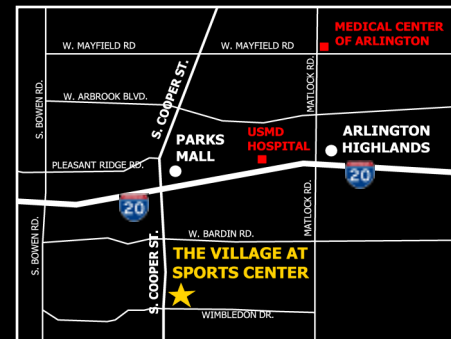 MEDICAL CENTER
OF ARLINGTON
W. MAYFIELD RD
W. MAYFIELD RD
S. BOWEN RD.
MATLOCK RD.
W. ARBROOK BLVD.
S. COOPER ST.
PARKS
MALL
USMD
HOSPITAL
ARLINGTON
HIGHLANDS
PLEASANT RIDGE RD.
20
20
S. BOWEN RD.
MATLOCK RD.
W. BARDIN RD.
S. COOPER ST.
THE VILLAGE AT
SPORTS CENTER
WIMBLEDON DR.